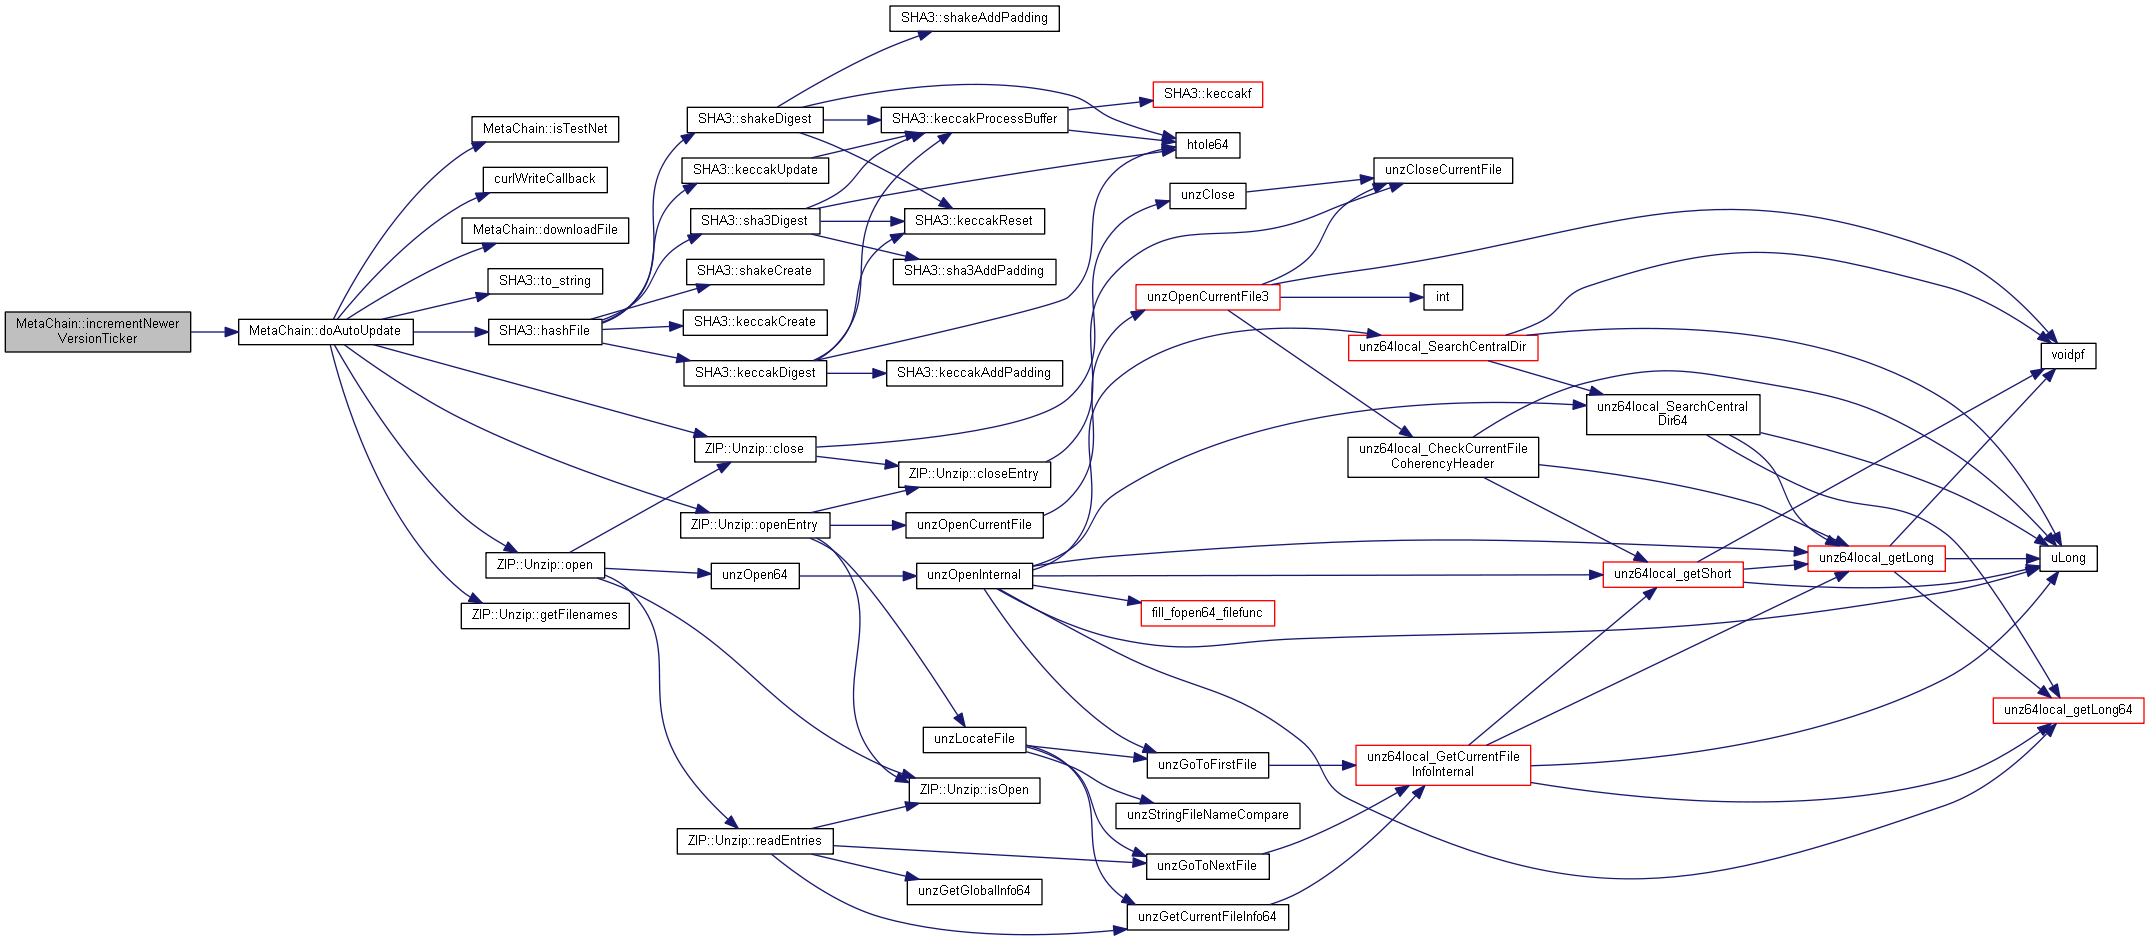 MetaChain::incrementNewer
VersionTicker
MetaChain::doAutoUpdate
MetaChain::isTestNet
curlWriteCallback
MetaChain::downloadFile
SHA3::to_string
SHA3::hashFile
ZIP::Unzip::open
ZIP::Unzip::getFilenames
SHA3::shakeDigest
SHA3::keccakUpdate
SHA3::sha3Digest
SHA3::shakeCreate
SHA3::keccakCreate
SHA3::keccakDigest
ZIP::Unzip::close
ZIP::Unzip::openEntry
unzOpen64
ZIP::Unzip::readEntries
SHA3::shakeAddPadding
SHA3::keccakProcessBuffer
SHA3::keccakReset
SHA3::sha3AddPadding
SHA3::keccakAddPadding
ZIP::Unzip::closeEntry
unzOpenCurrentFile
unzOpenInternal
unzLocateFile
ZIP::Unzip::isOpen
unzGetGlobalInfo64
SHA3::keccakf
htole64
unzClose
unzOpenCurrentFile3
fill_fopen64_filefunc
unzGoToFirstFile
unzStringFileNameCompare
unzGoToNextFile
unzGetCurrentFileInfo64
unzCloseCurrentFile
int
unz64local_SearchCentralDir
unz64local_CheckCurrentFile
CoherencyHeader
unz64local_GetCurrentFile
InfoInternal
unz64local_SearchCentral
Dir64
unz64local_getShort
unz64local_getLong
voidpf
uLong
unz64local_getLong64